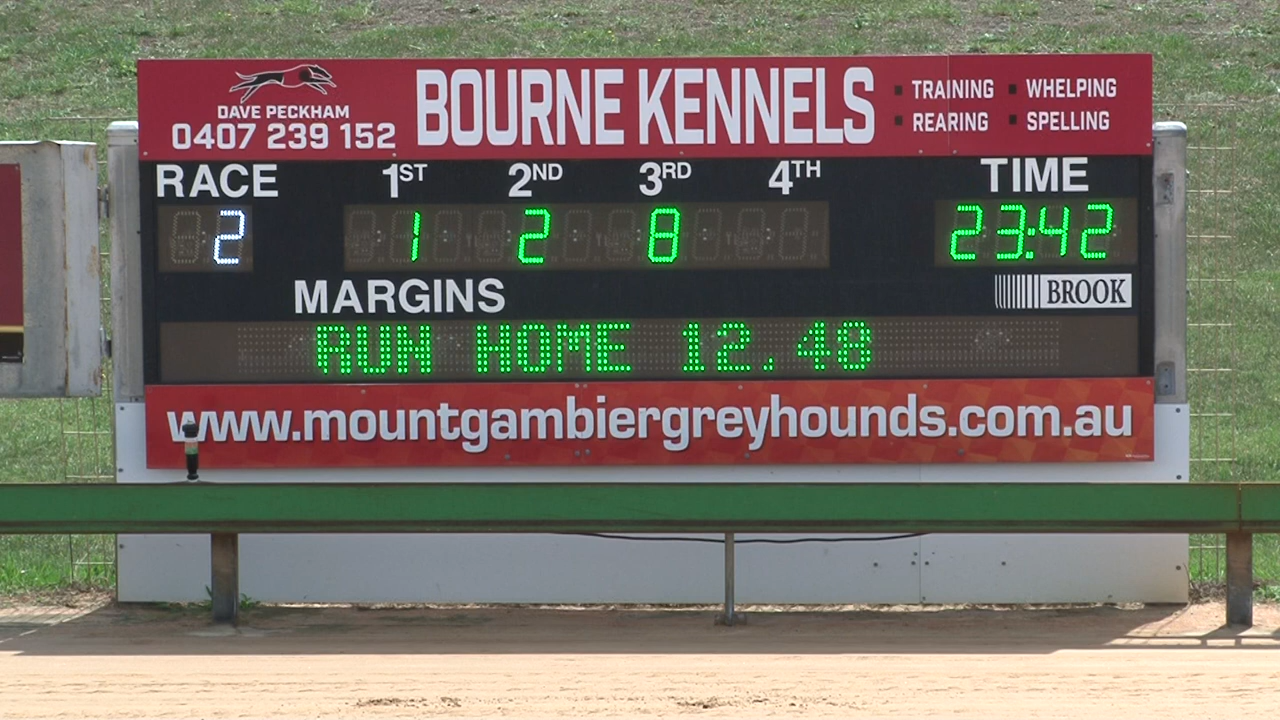 DAVE PECKHAM
0407 239 152
BOURNE KENNELS
TRAINING WHELPING
REARING SPELLING
RACE 1ST 2ND 3RD 4TH TIME
2 1 2 8 23:42
MARGINS
BROOK
RUN HOME 12.48
www.mountgambiergreyhounds.com.au